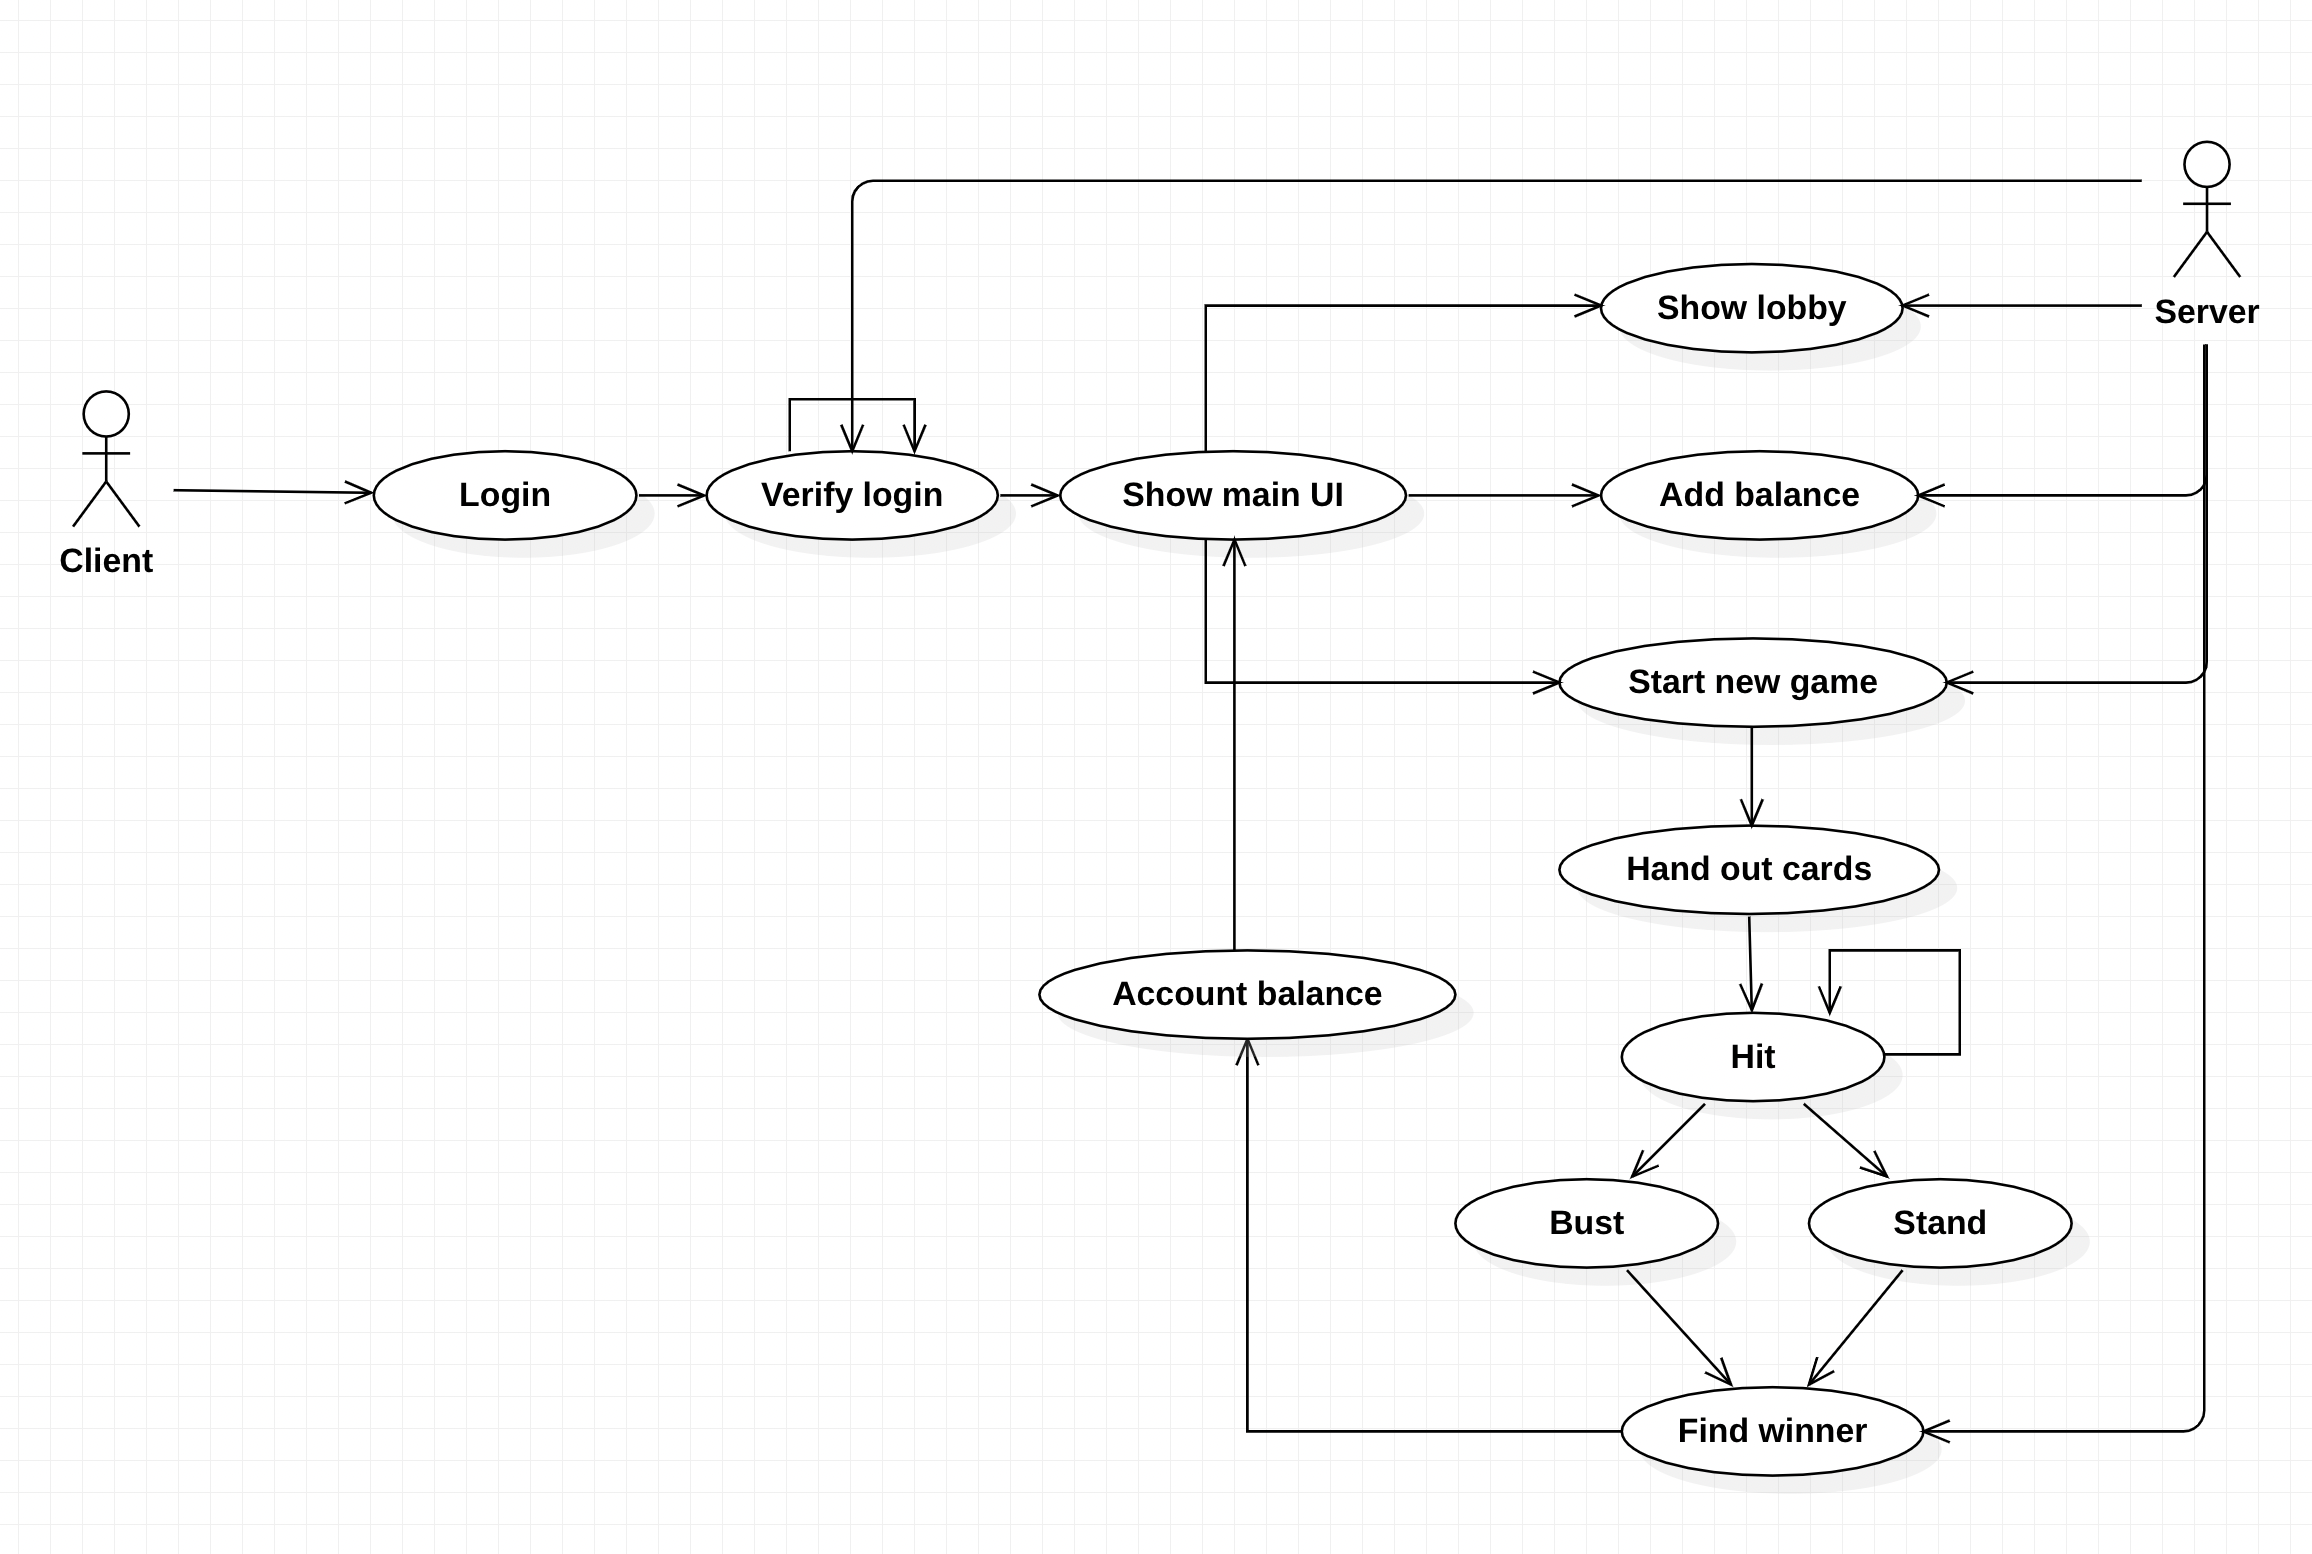 Show lobby
Server
Login
Verify login
Show main UI
Add balance
Client
Start new game
Hand out cards
Account balance
Hit
Bust
Stand
Find winner